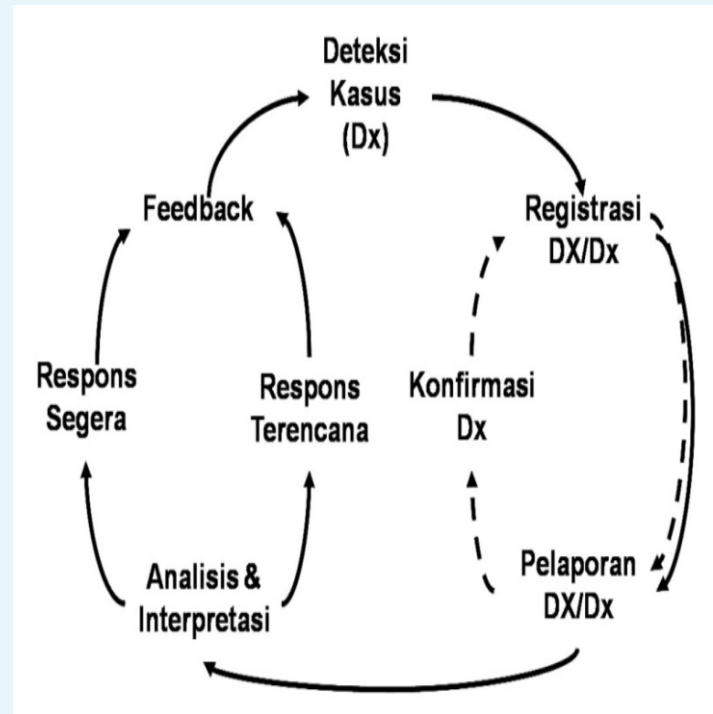 Deteksi
Kasus
(Dx)
Feedback
Registrasi
DX/Dx
Respons
Segera
Respons
Terencana
Konfirmasi
Dx
Analisis &
Interpretasi
Pelaporan
DX/Dx